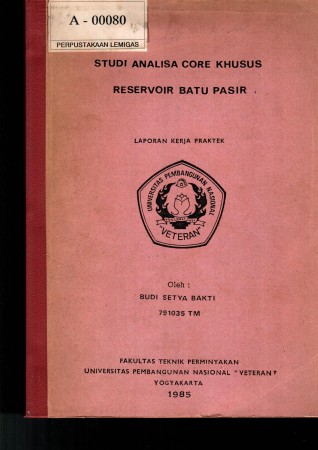 A - 00080
PERPUSTAKAAN LEMIGAS
STUDI ANALISA CORE KHUSUS
RESERVOIR BATU PASIR
LAPORAN KERJA PRAKTEK
UNIVERSITAS PEMBANGUNAN NASIONAL
"VETERAN"
Oleh :
BUDI SETYA BAKTI
791035 TM
FAKULTAS TEKNIK PERMINYAKAN
UNIVERSITAS PEMBANGUNAN NASIONAL "VETERAN"
YOGYAKARTA
1985